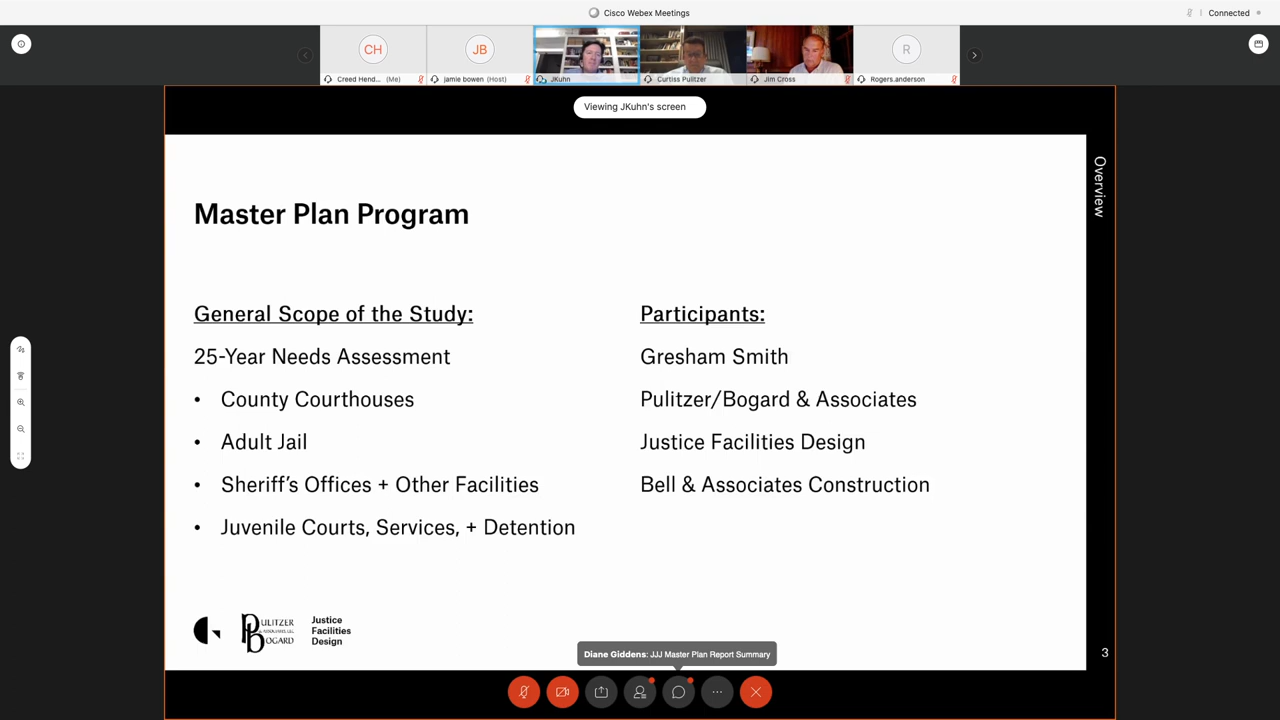 Cisco Webex Meetings
Connected
CH
JB
R
Creed Hend... (Me)
jamie bowen (Host)
JKuhn
Curtiss Pulitzer
Jim Cross
Rogers.anderson
Viewing JKuhn's screen
Overview
Master Plan Program
General Scope of the Study:
25-Year Needs Assessment
• County Courthouses
• Adult Jail
• Sheriff's Offices + Other Facilities
• Juvenile Courts, Services, + Detention
Participants:
Gresham Smith
Pulitzer/Bogard & Associates
Justice Facilities Design
Bell & Associates Construction
PULITZER
BOGARD
Justice
Facilities
Design
Diane Giddens: JJJ Master Plan Report Summary
3